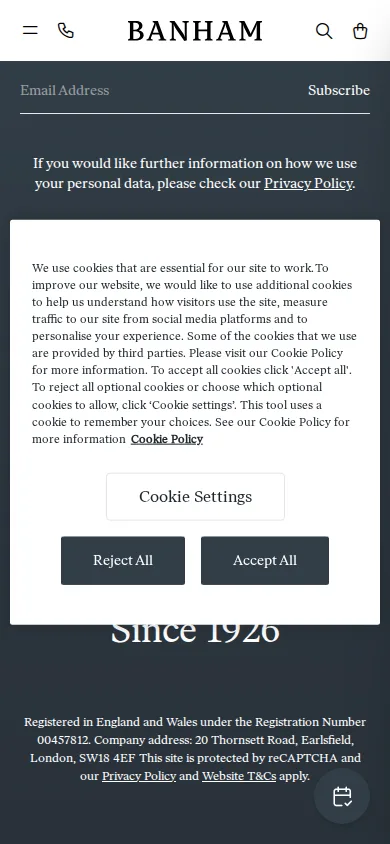 BANHAM
Email Address
Subscribe
If you would like further information on how we use
your personal data, please check our Privacy Policy.
We use cookies that are essential for our site to work. To
improve our website, we would like to use additional cookies
to help us understand how visitors use the site, measure
traffic to our site from social media platforms and to
personalise your experience. Some of the cookies that we use
are provided by third parties. Please visit our Cookie Policy
for more information. To accept all cookies click 'Accept all'.
To reject all optional cookies or choose which optional
cookies to allow, click ‘Cookie settings’. This tool uses a
cookie to remember your choices. See our Cookie Policy for
more information Cookie Policy
Cookie Settings
Reject All
Accept All
Since 1926
Registered in England and Wales under the Registration Number
00457812. Company address: 20 Thornsett Road, Earlsfield,
London, SW18 4EF This site is protected by reCAPTCHA and
our Privacy Policy and Website T&Cs apply.